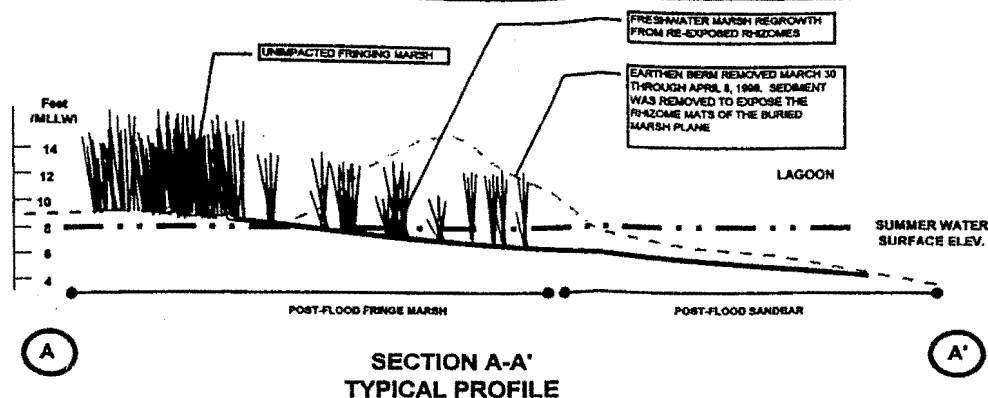 FRESHWATER MARSH REGROWTH
FROM RE-EXPOSED RHIZOMES
UNIMPACTED FRINGING MARSH
EARTHEN BERM REMOVED MARCH 30
THROUGH APRIL 8, 1998. SEDIMENT
WAS REMOVED TO EXPOSE THE
RHIZOME MATS OF THE BURIED
MARSH PLANE
Feet
/MLLW/
14
12
10
8
6
4
LAGOON
SUMMER WATER
SURFACE ELEV.
POST-FLOOD FRINGE MARSH
POST-FLOOD SANDBAR
A
A'
SECTION A-A'
TYPICAL PROFILE